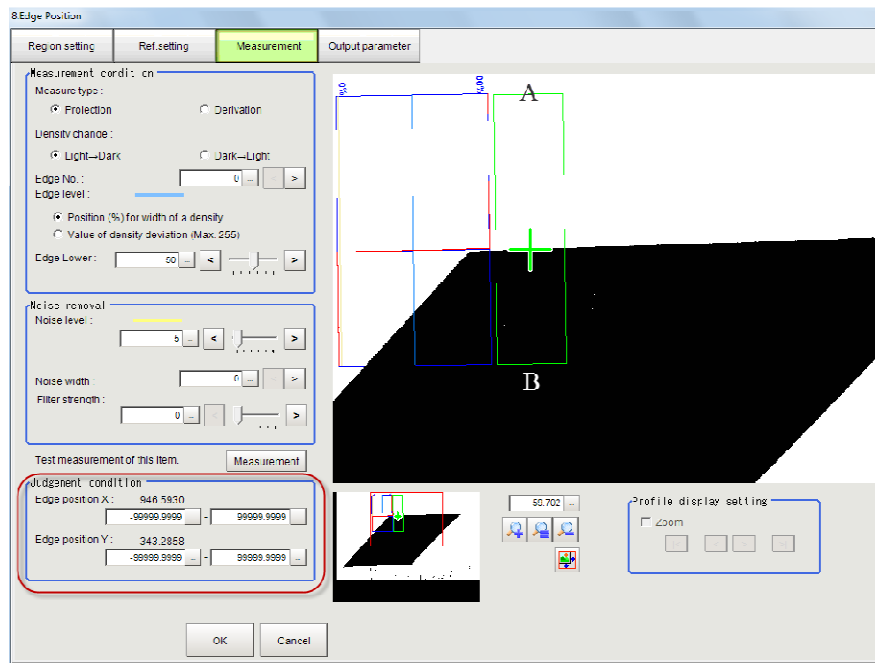 8.Edge Position
Region setting Ref.setting Measurement Output parameter
Measurement condition
Measure type :
Projection Derivation
Density change :
Light→Dark Dark→Light
Edge No. : 0 ... < >
Edge level :
Position (%) for width of a density
Value of density deviation (Max. 255)
Edge Lower : 50 ... < >
Noise removal
Noise level :
5 ... < >
Noise width : 0 ... < >
Filter strength :
0 ... < >
Test measurement of this item. Measurement
Judgement condition
Edge position X : 946.5930
-99999.9999 ... - 99999.9999
Edge position Y : 343.2858
-99999.9999 ... - 99999.9999 ...
A
B
59.702 ...
Profile display setting
Zoom
OK Cancel